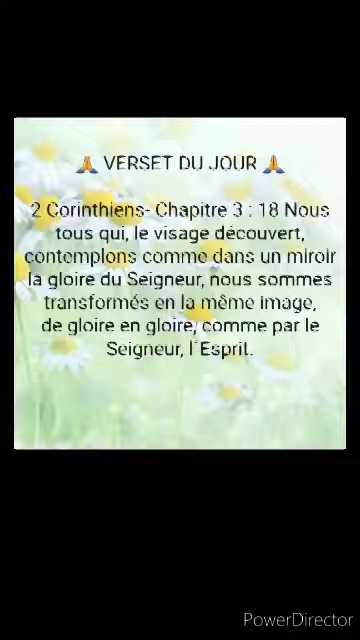 🙏 VERSET DU JOUR 🙏
2 Corinthiens- Chapitre 3 : 18 Nous
tous qui, le visage découvert,
contemplons comme dans un miroir
la gloire du Seigneur, nous sommes
transformés en la même image,
de gloire en gloire, comme par le
Seigneur, l'Esprit.
PowerDirector